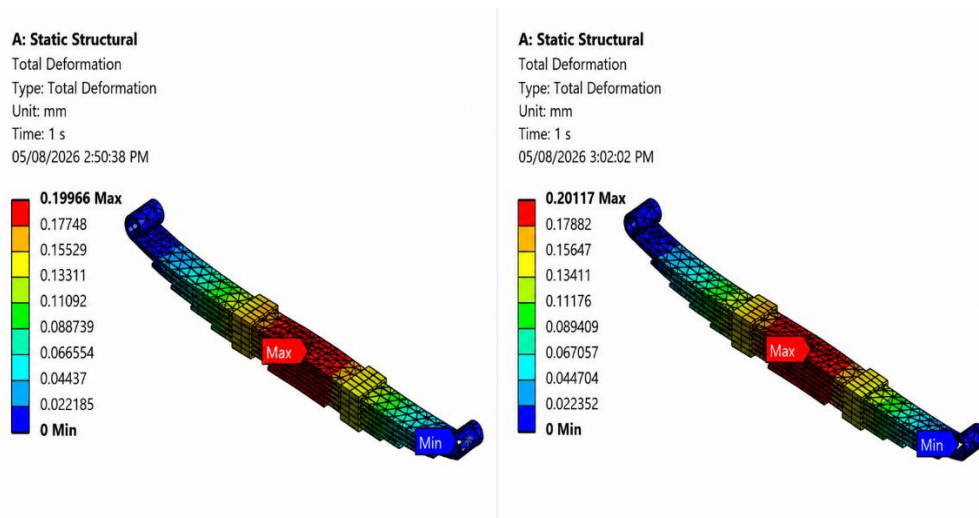 A: Static Structural
Total Deformation
Type: Total Deformation
Unit: mm
Time: 1 s
05/08/2026 2:50:38 PM
0.19966 Max
0.17748
0.15529
0.13311
0.11092
0.088739
0.066554
0.04437
0.022185
0 Min
Max
Min
A: Static Structural
Total Deformation
Type: Total Deformation
Unit: mm
Time: 1 s
05/08/2026 3:02:02 PM
0.20117 Max
0.17882
0.15647
0.13411
0.11176
0.089409
0.067057
0.044704
0.022352
0 Min
Max
Min